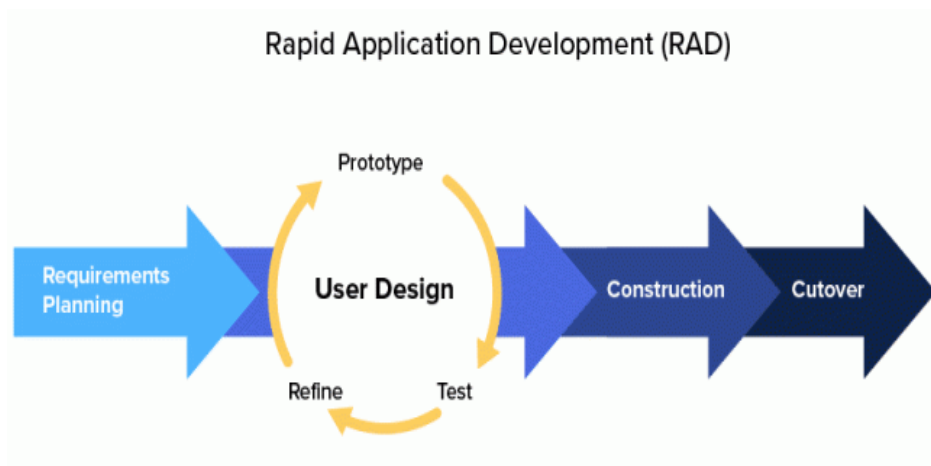 Rapid Application Development (RAD)
Prototype
Requirements
Planning
User Design
Construction
Cutover
Refine
Test